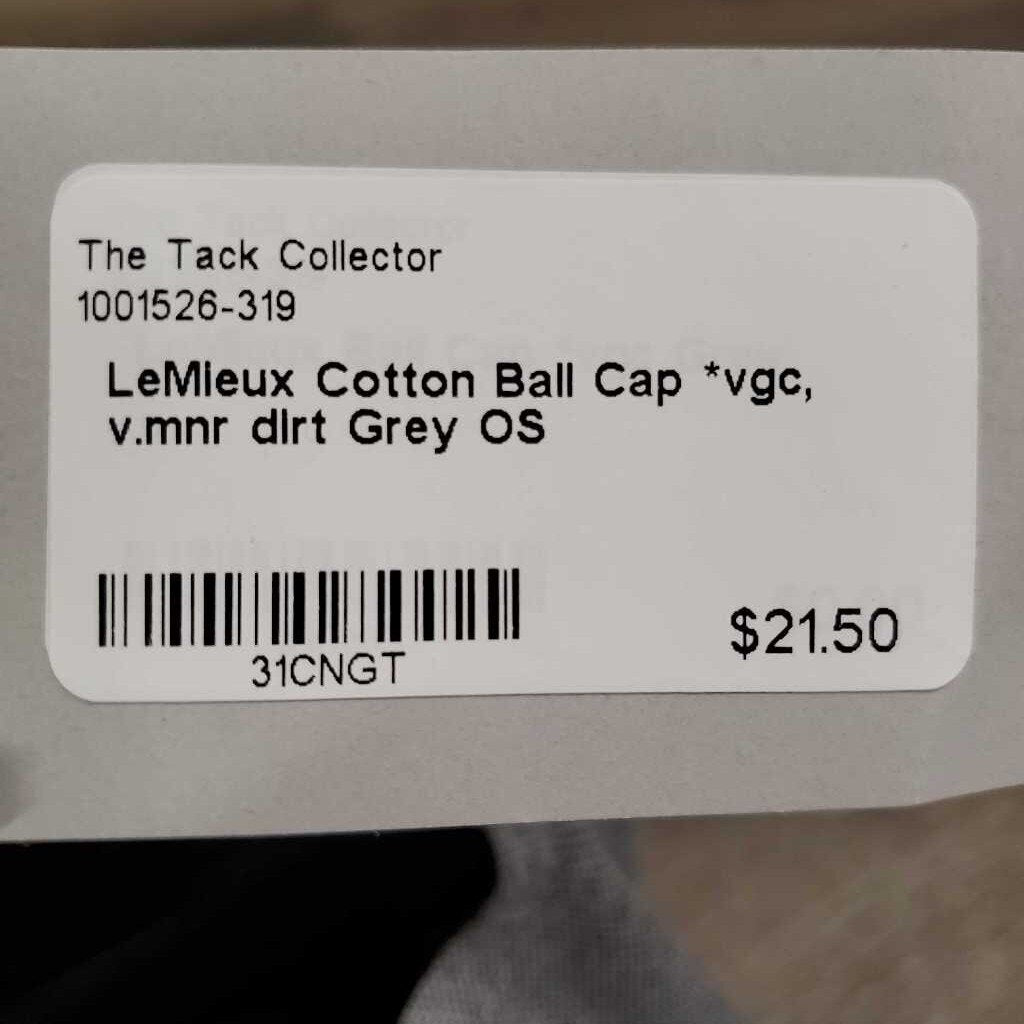 The Tack Collector
1001526-319
LeMieux Cotton Ball Cap *vgc,
v.mnr dirt Grey OS
31CNGT
$21.50